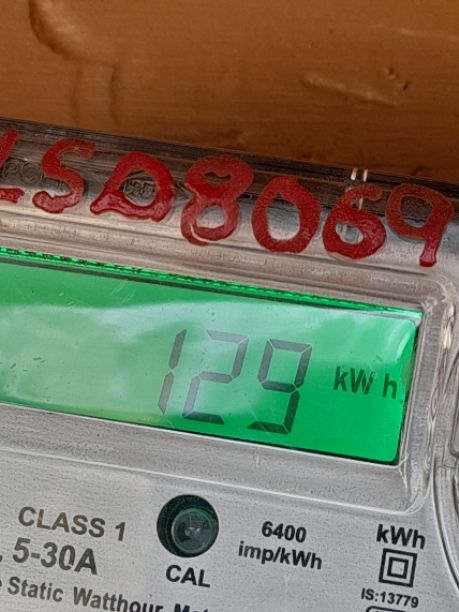 LSD8069
129 kWh
CLASS 1
5-30A
CAL
6400
imp/kWh
kWh
IS:13779
Static Watthour